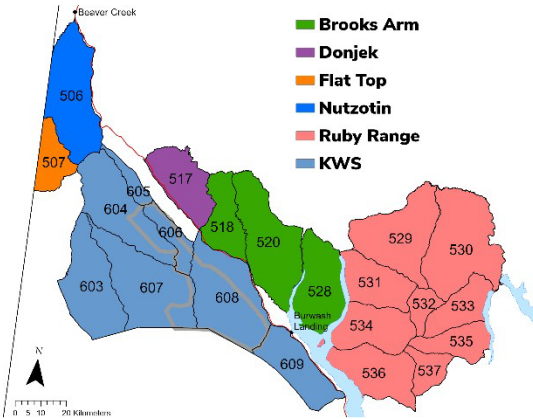 Beaver Creek
Brooks Arm
Donjek
Flat Top
Nutzotin
Ruby Range
KWS
506
507
517
605
604
606
518
520
603
607
608
528
Burwash
Landing
609
529
530
531
532
533
534
535
536
537
N
0 5 10 20 Kilometers